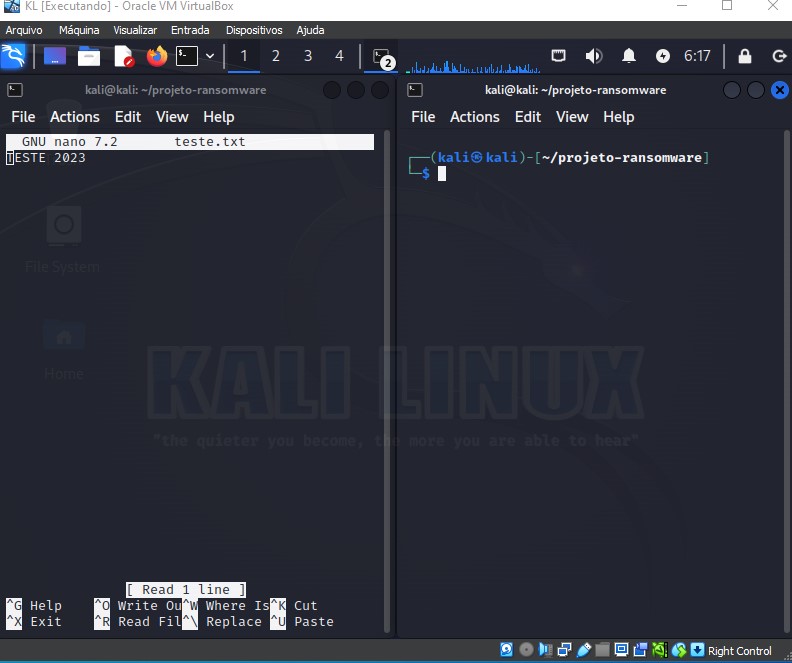 KL [Executando] - Oracle VM VirtualBox
Arquivo Máquina Visualizar Entrada Dispositivos Ajuda
1 2 3 4 2 6:17
kali@kali: ~/projeto-ransomware
File Actions Edit View Help
GNU nano 7.2 teste.txt
TESTE 2023
File System
Home
[ Read 1 line ]
^G Help ^O Write Ou^W Where Is^K Cut
^X Exit ^R Read Fil^\ Replace ^U Paste
kali@kali: ~/projeto-ransomware
File Actions Edit View Help
┌──(kali㉿kali)-[~/projeto-ransomware]
└─$
KALI LINUX
"the quieter you become, the more you are able to hear"
Right Control